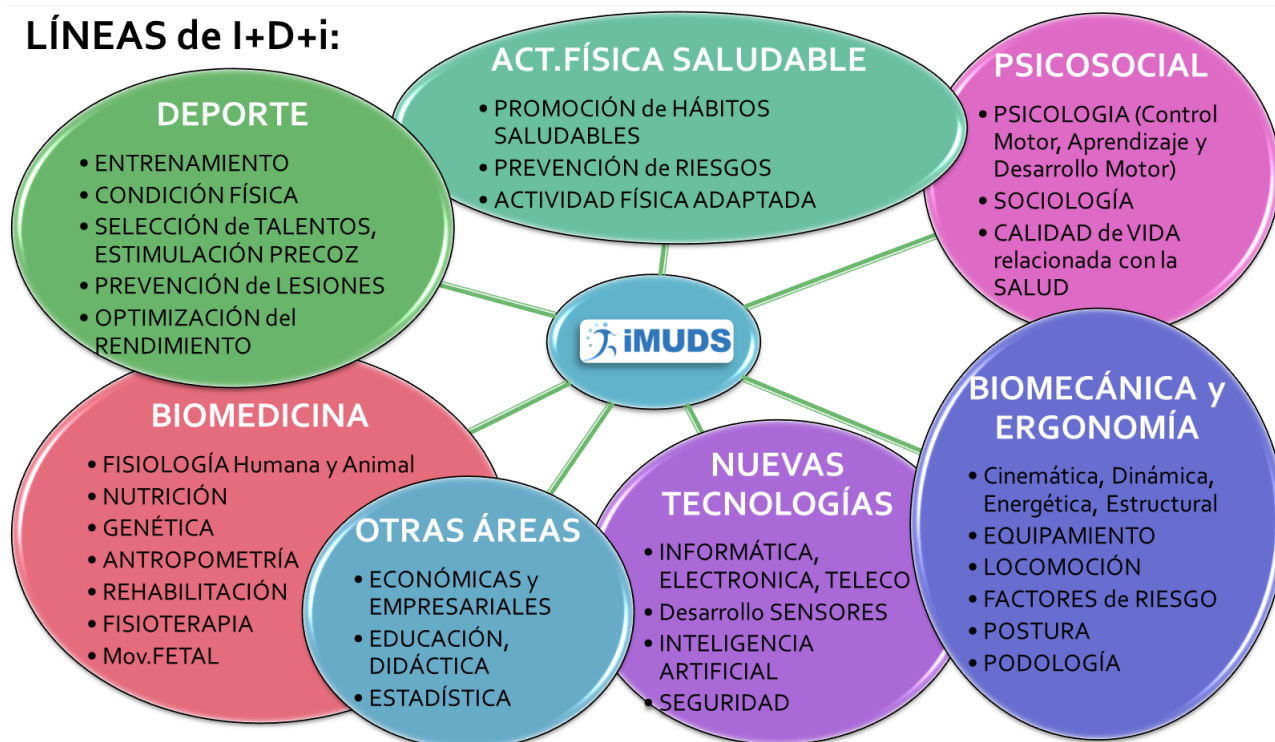 LÍNEAS de I+D+i:
ACT.FÍSICA SALUDABLE
• PROMOCIÓN de HÁBITOS
SALUDABLES
• PREVENCIÓN de RIESGOS
• ACTIVIDAD FÍSICA ADAPTADA
PSICOSOCIAL
• PSICOLOGIA (Control
Motor, Aprendizaje y
Desarrollo Motor)
• SOCIOLOGÍA
• CALIDAD de VIDA
relacionada con la
SALUD
DEPORTE
• ENTRENAMIENTO
• CONDICIÓN FÍSICA
• SELECCIÓN de TALENTOS,
ESTIMULACIÓN PRECOZ
• PREVENCIÓN de LESIONES
• OPTIMIZACIÓN del
RENDIMIENTO
iMUDS
BIOMECÁNICA y
ERGONOMÍA
• Cinemática, Dinámica,
Energética, Estructural
• EQUIPAMIENTO
• LOCOMOCIÓN
• FACTORES de RIESGO
• POSTURA
• PODOLOGÍA
BIOMEDICINA
• FISIOLOGÍA Humana y Animal
• NUTRICIÓN
• GENÉTICA
• ANTROPOMETRÍA
• REHABILITACIÓN
• FISIOTERAPIA
• Mov.FETAL
OTRAS ÁREAS
• ECONÓMICAS y
EMPRESARIALES
• EDUCACIÓN,
DIDÁCTICA
• ESTADÍSTICA
NUEVAS
TECNOLOGÍAS
• INFORMÁTICA,
ELECTRONICA, TELECO
• Desarrollo SENSORES
• INTELIGENCIA
ARTIFICIAL
• SEGURIDAD